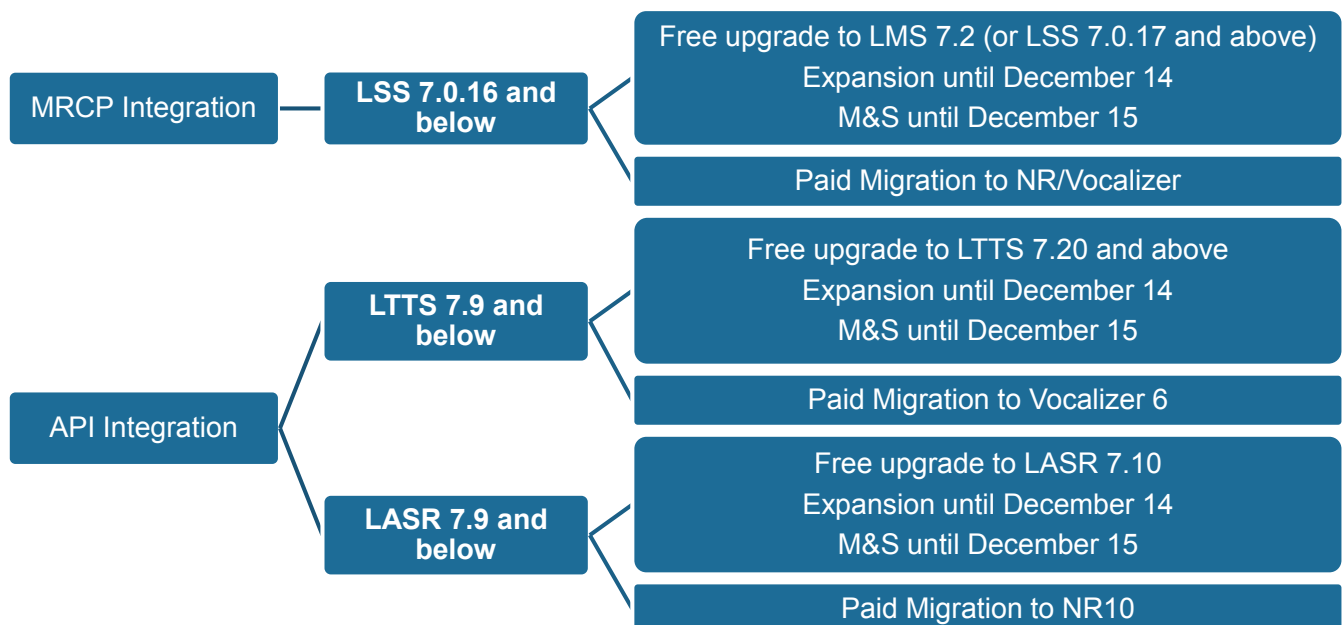 MRCP Integration
LSS 7.0.16 and
below
Free upgrade to LMS 7.2 (or LSS 7.0.17 and above)
Expansion until December 14
M&S until December 15
Paid Migration to NR/Vocalizer
API Integration
LTTS 7.9 and
below
Free upgrade to LTTS 7.20 and above
Expansion until December 14
M&S until December 15
Paid Migration to Vocalizer 6
LASR 7.9 and
below
Free upgrade to LASR 7.10
Expansion until December 14
M&S until December 15
Paid Migration to NR10